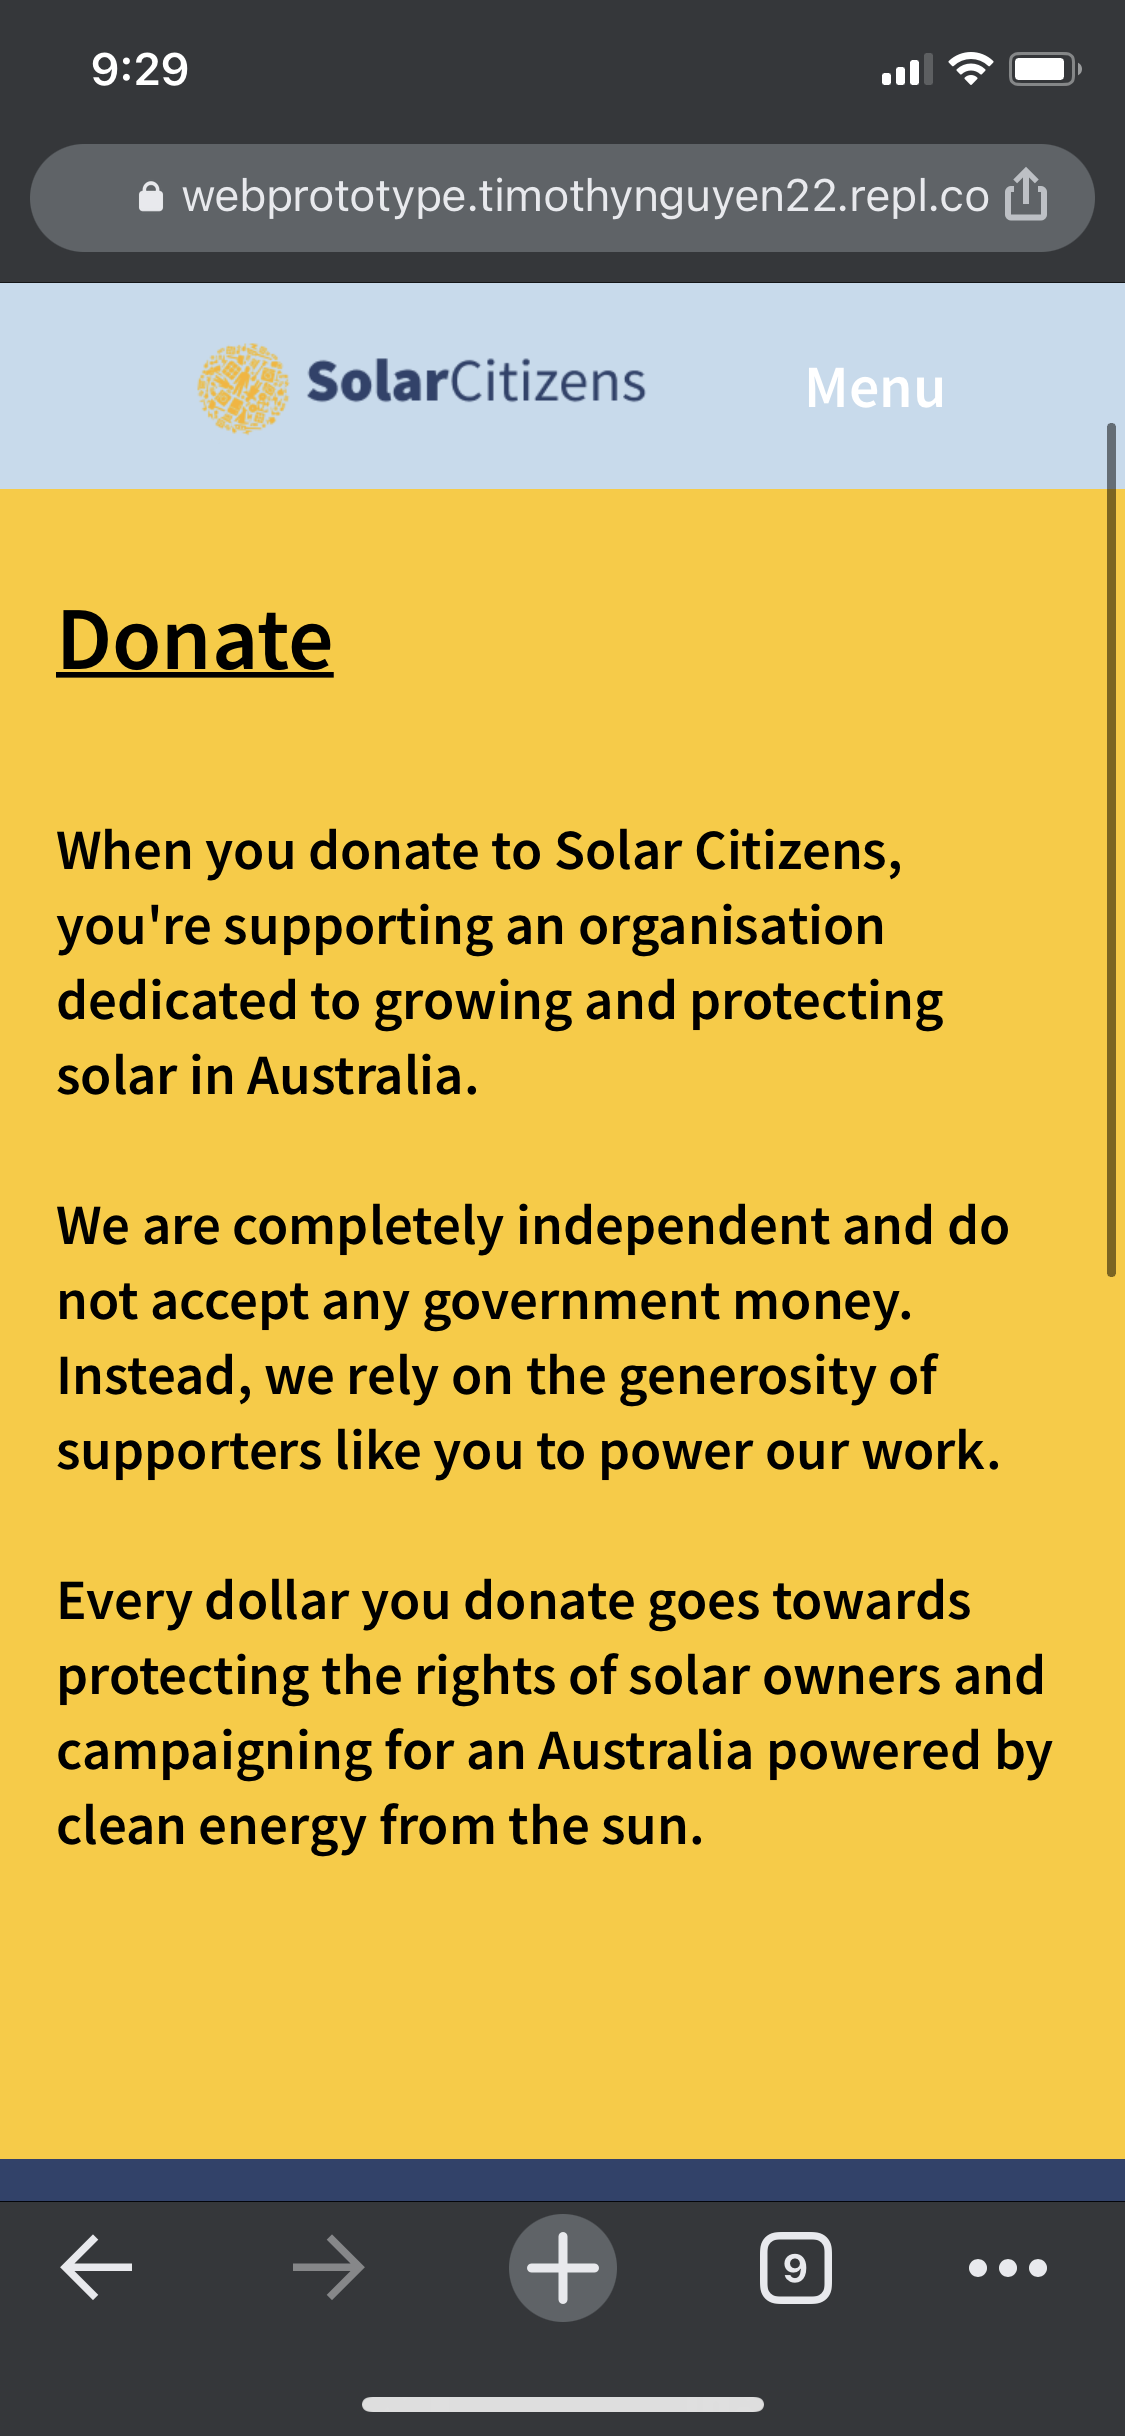 9:29
webprototype.timothynguyen22.repl.co
SolarCitizens
Menu
Donate
When you donate to Solar Citizens,
you're supporting an organisation
dedicated to growing and protecting
solar in Australia.
We are completely independent and do
not accept any government money.
Instead, we rely on the generosity of
supporters like you to power our work.
Every dollar you donate goes towards
protecting the rights of solar owners and
campaigning for an Australia powered by
clean energy from the sun.
9